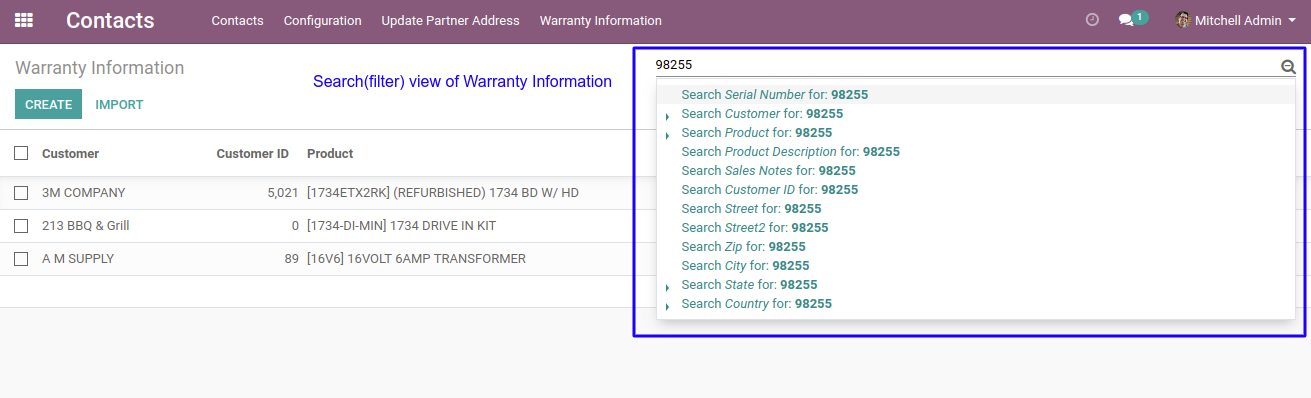 Contacts Contacts Configuration Update Partner Address Warranty Information 1 Mitchell Admin
Warranty Information
Search(filter) view of Warranty Information
98255
CREATE IMPORT
Search Serial Number for: 98255
Search Customer for: 98255
Search Product for: 98255
Search Product Description for: 98255
Search Sales Notes for: 98255
Search Customer ID for: 98255
Search Street for: 98255
Search Street2 for: 98255
Search Zip for: 98255
Search City for: 98255
Search State for: 98255
Search Country for: 98255
Customer Customer ID Product
3M COMPANY 5,021 [1734ETX2RK] (REFURBISHED) 1734 BD W/ HD
213 BBQ & Grill 0 [1734-DI-MIN] 1734 DRIVE IN KIT
A M SUPPLY 89 [16V6] 16VOLT 6AMP TRANSFORMER